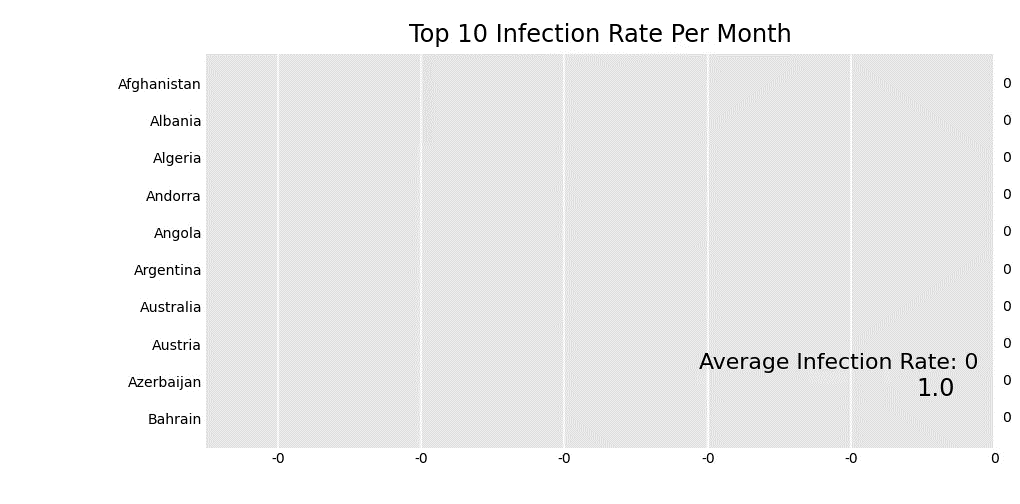 Top 10 Infection Rate Per Month
Afghanistan 0
Albania 0
Algeria 0
Andorra 0
Angola 0
Argentina 0
Australia 0
Austria 0
Average Infection Rate: 0
Azerbaijan 0
1.0
Bahrain 0
-0 -0 -0 -0 -0 0